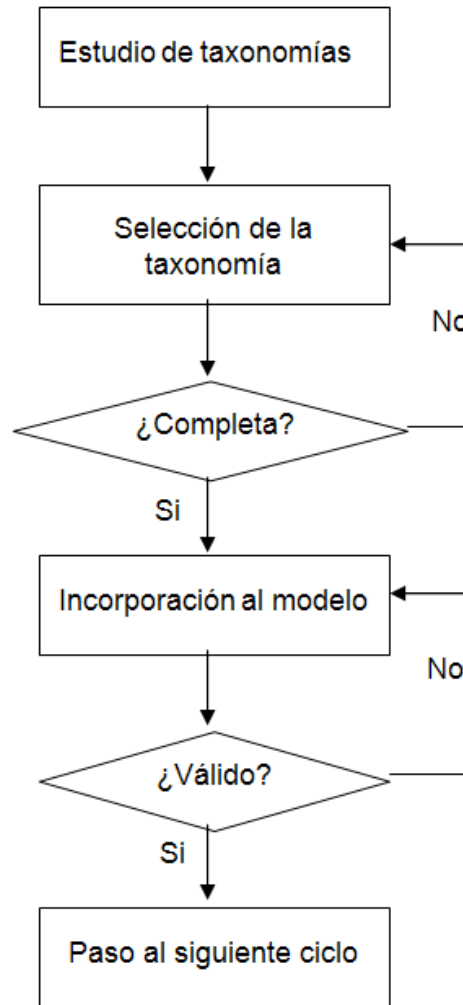 Estudio de taxonomías
Selección de la
taxonomía
No
¿Completa?
Si
Incorporación al modelo
No
¿Válido?
Si
Paso al siguiente ciclo